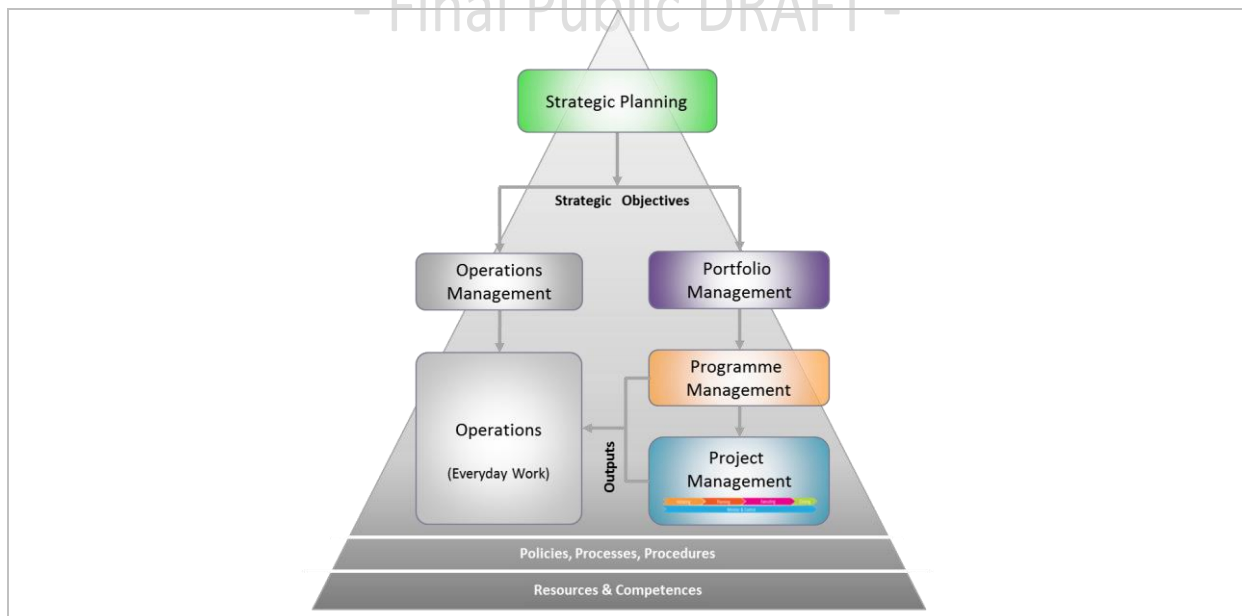 - Final Public DRAFT -
Strategic Planning
Strategic Objectives
Operations
Management
Portfolio
Management
Programme
Management
Operations
(Everyday Work)
Outputs
Project
Management
Policies, Processes, Procedures
Resources & Competences